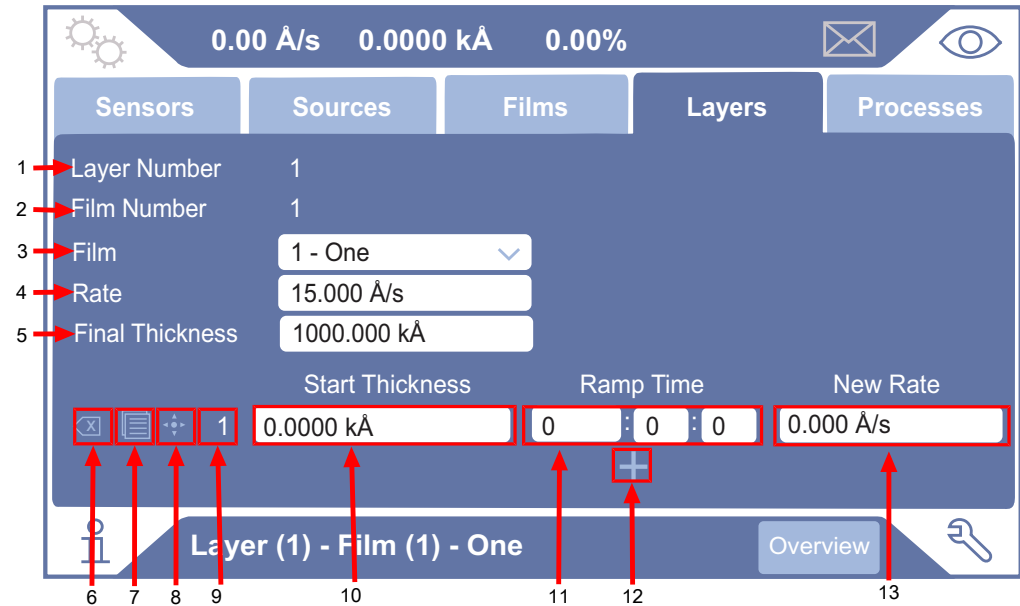 0.00 Å/s 0.0000 kÅ 0.00%
Sensors Sources Films Layers Processes
1 Layer Number 1
2 Film Number 1
3 Film 1 - One
4 Rate 15.000 Å/s
5 Final Thickness 1000.000 kÅ
Start Thickness Ramp Time New Rate
X 1 0.0000 kÅ 0 : 0 : 0 0.000 Å/s
Layer (1) - Film (1) - One Overview
6 7 8 9 10 11 12 13